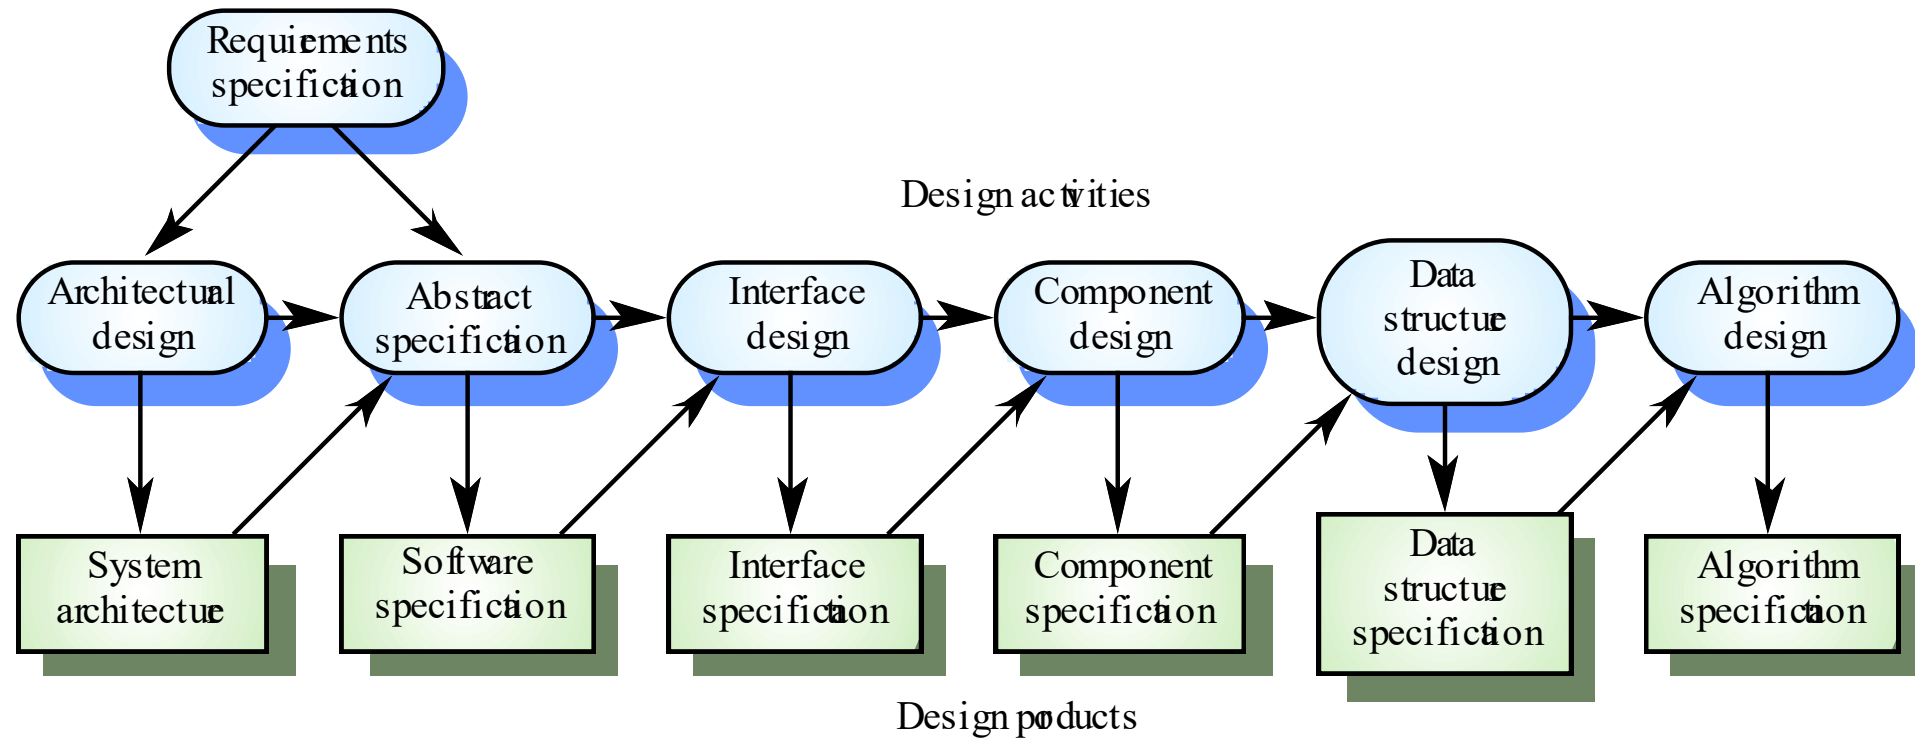 Requirements
specification
Design activities
Architectural
design
Abstract
specification
Interface
design
Component
design
Data
structure
design
Algorithm
design
System
architecture
Software
specification
Interface
specification
Component
specification
Data
structure
specification
Algorithm
specification
Design products